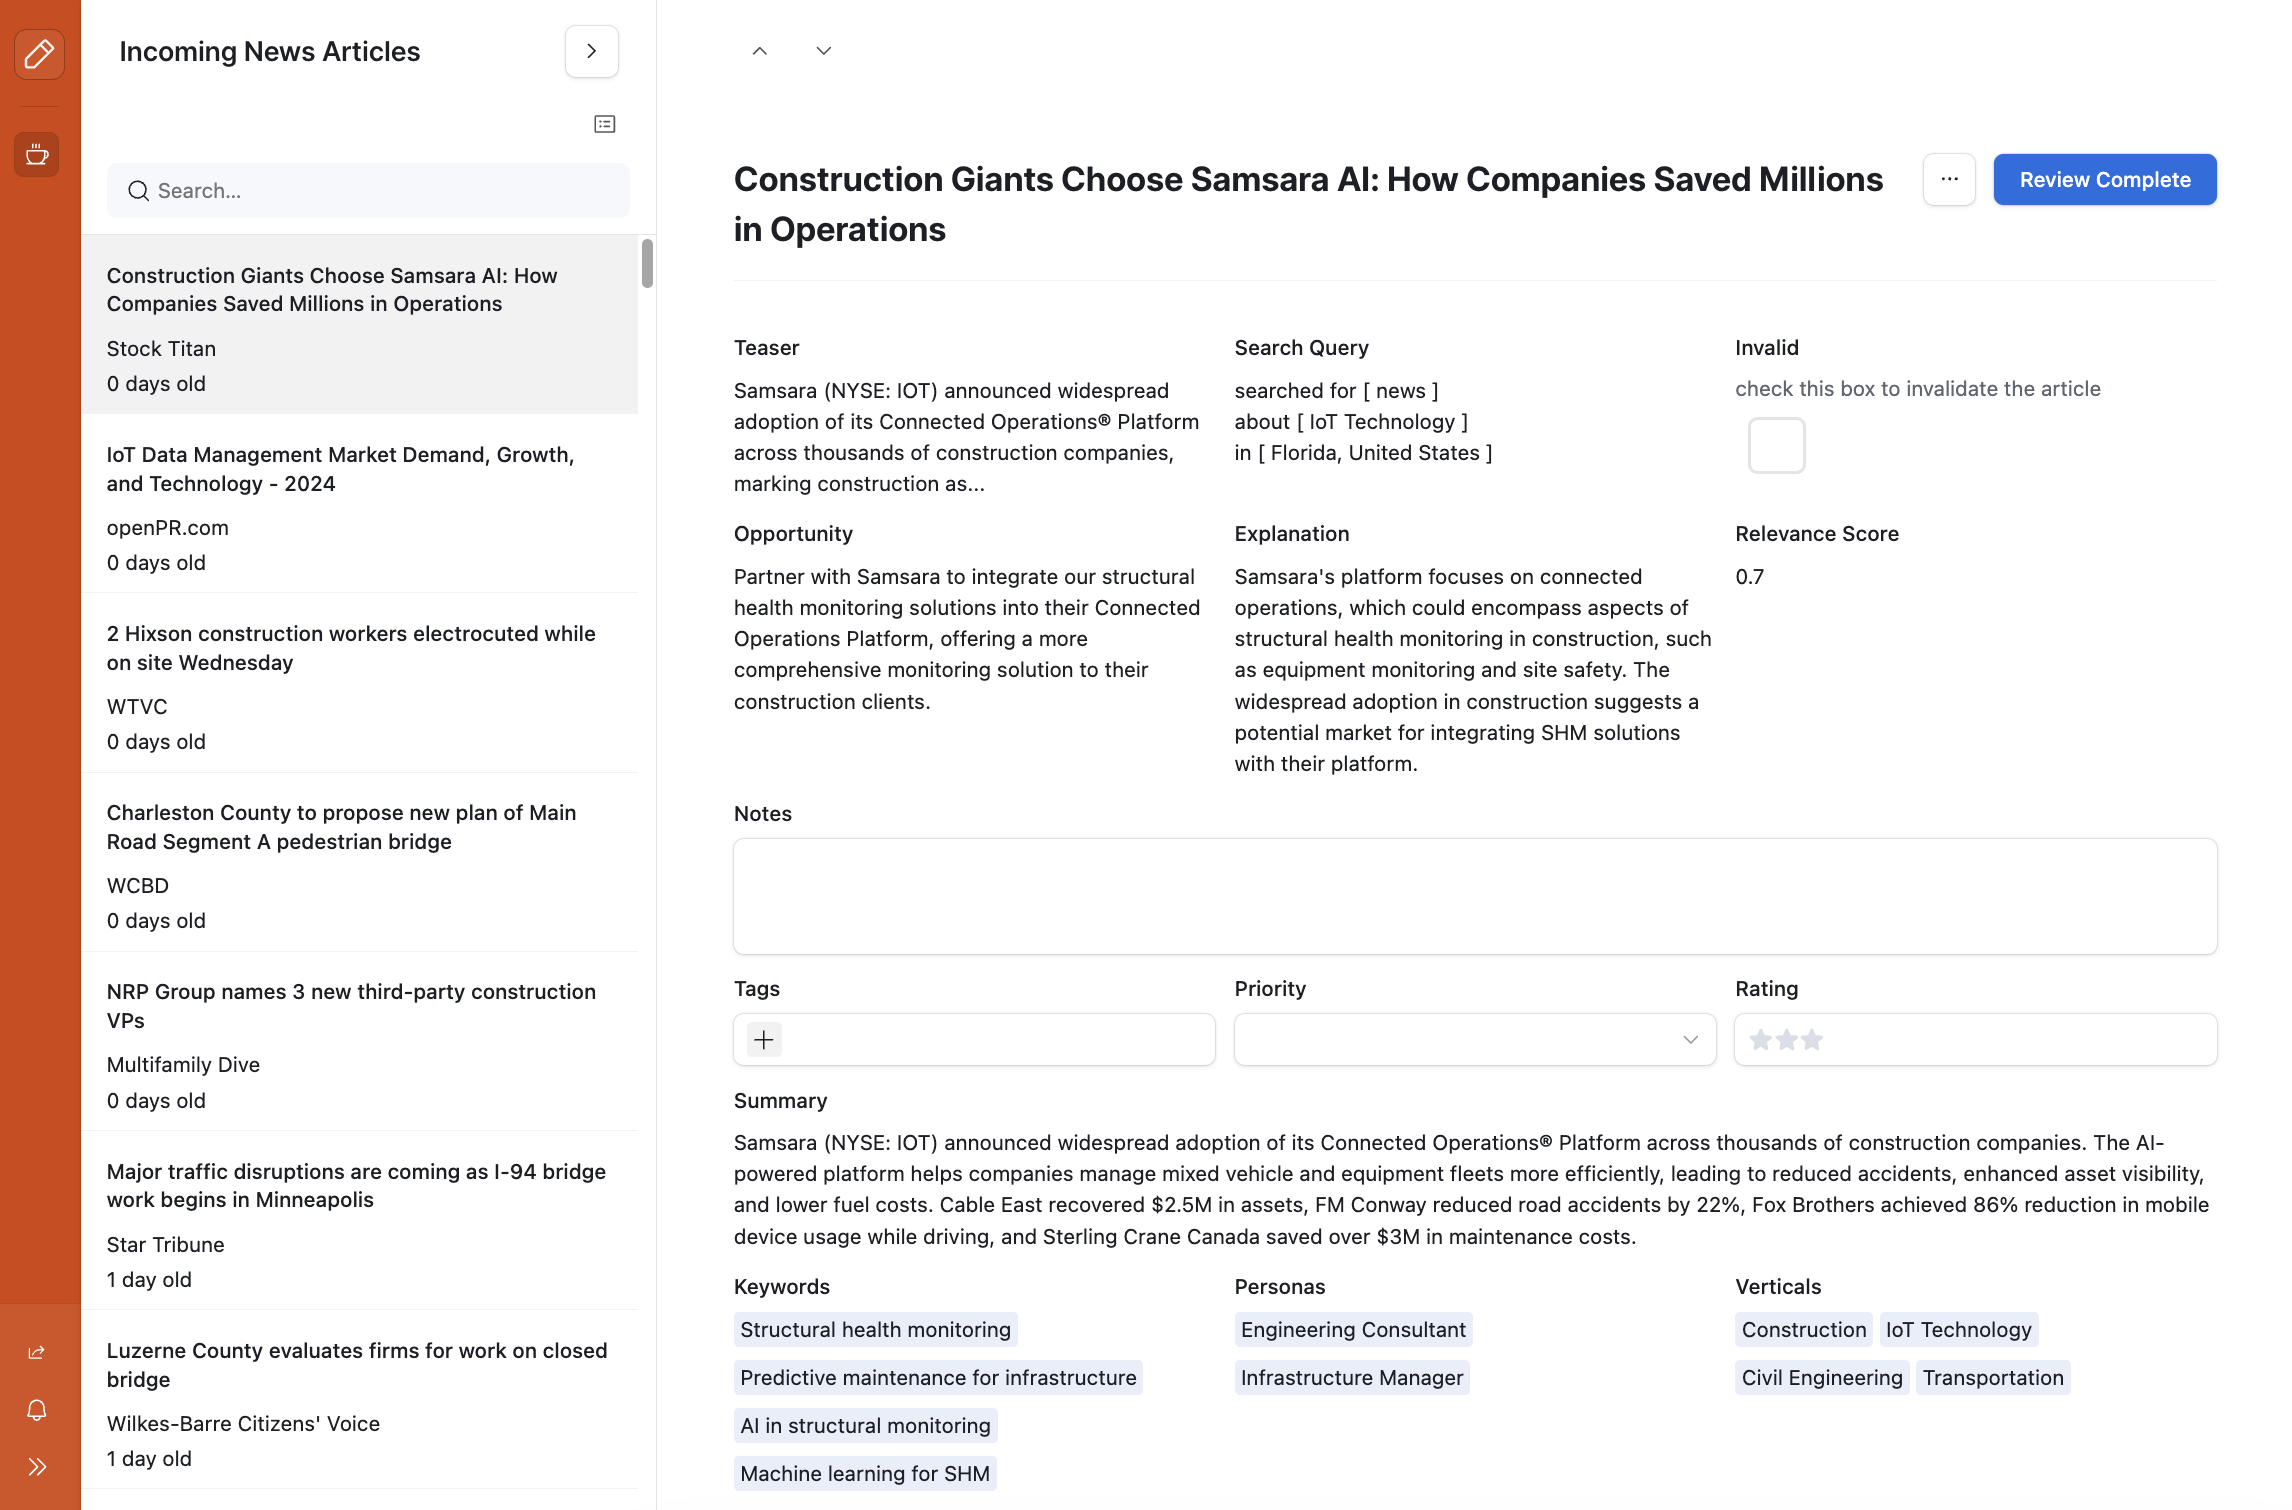 Incoming News Articles
Search...
Construction Giants Choose Samsara AI: How
Companies Saved Millions in Operations
Stock Titan
0 days old
IoT Data Management Market Demand, Growth,
and Technology - 2024
openPR.com
0 days old
2 Hixson construction workers electrocuted while
on site Wednesday
WTVC
0 days old
Charleston County to propose new plan of Main
Road Segment A pedestrian bridge
WCBD
0 days old
NRP Group names 3 new third-party construction
VPs
Multifamily Dive
0 days old
Major traffic disruptions are coming as I-94 bridge
work begins in Minneapolis
Star Tribune
1 day old
Luzerne County evaluates firms for work on closed
bridge
Wilkes-Barre Citizens' Voice
1 day old
Construction Giants Choose Samsara AI: How Companies Saved Millions
in Operations
Review Complete
Teaser
Samsara (NYSE: IOT) announced widespread
adoption of its Connected Operations® Platform
across thousands of construction companies,
marking construction as...
Search Query
searched for [ news ]
about [ IoT Technology ]
in [ Florida, United States ]
Invalid
check this box to invalidate the article
Opportunity
Partner with Samsara to integrate our structural
health monitoring solutions into their Connected
Operations Platform, offering a more
comprehensive monitoring solution to their
construction clients.
Explanation
Samsara's platform focuses on connected
operations, which could encompass aspects of
structural health monitoring in construction, such
as equipment monitoring and site safety. The
widespread adoption in construction suggests a
potential market for integrating SHM solutions
with their platform.
Relevance Score
0.7
Notes
Tags
Priority
Rating
Summary
Samsara (NYSE: IOT) announced widespread adoption of its Connected Operations® Platform across thousands of construction companies. The AI-
powered platform helps companies manage mixed vehicle and equipment fleets more efficiently, leading to reduced accidents, enhanced asset visibility,
and lower fuel costs. Cable East recovered $2.5M in assets, FM Conway reduced road accidents by 22%, Fox Brothers achieved 86% reduction in mobile
device usage while driving, and Sterling Crane Canada saved over $3M in maintenance costs.
Keywords
Structural health monitoring
Predictive maintenance for infrastructure
AI in structural monitoring
Machine learning for SHM
Personas
Engineering Consultant
Infrastructure Manager
Verticals
Construction IoT Technology
Civil Engineering Transportation